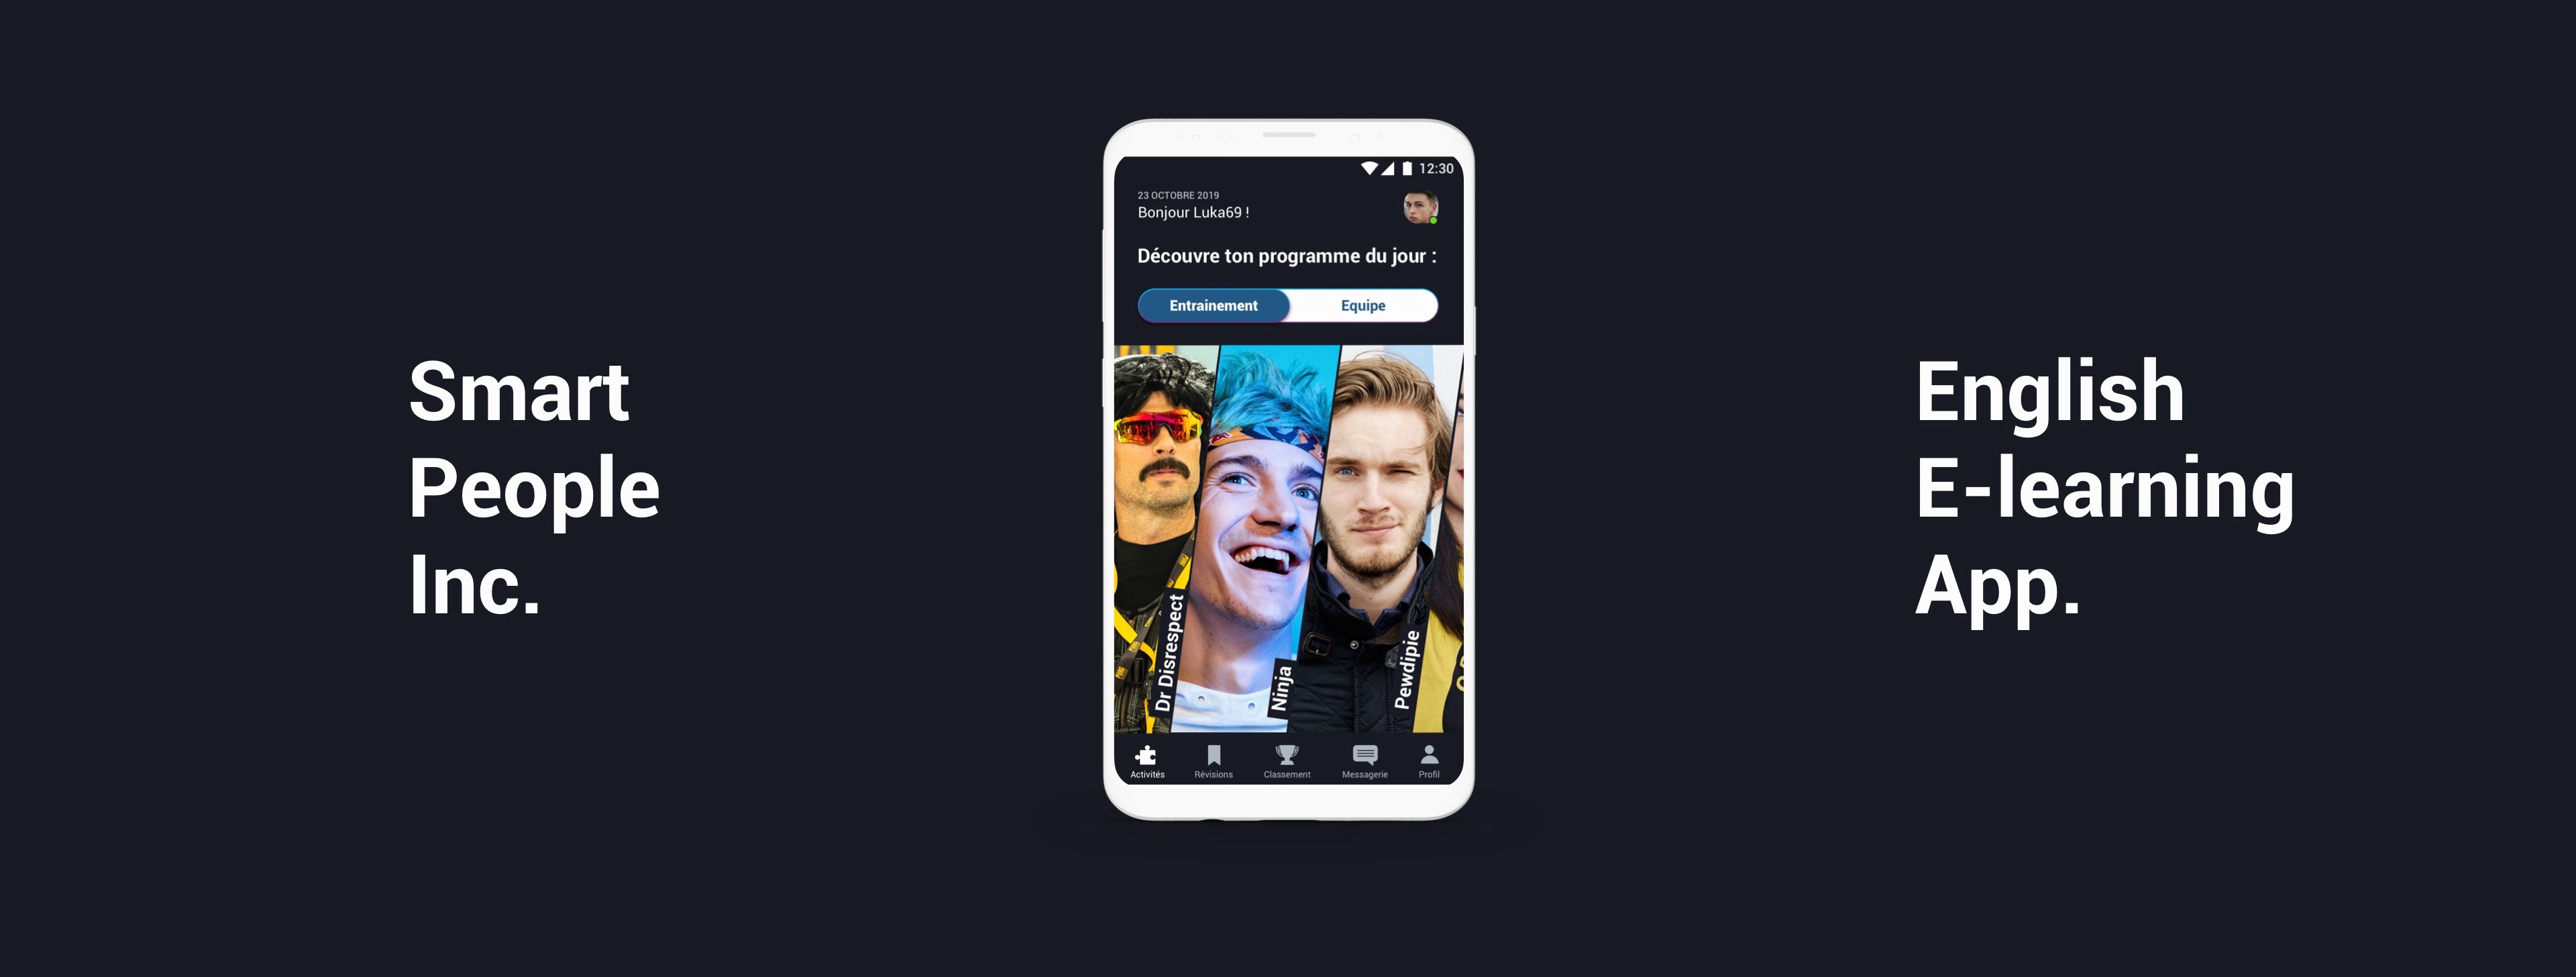 Smart
People
Inc.
12:30
23 OCTOBRE 2019
Bonjour Luka69 !
Découvre ton programme du jour :
Entrainement
Equipe
Dr Disrespect
Ninja
Pewdipie
Activités
Révisions
Classement
Messagerie
Profil
English
E-learning
App.